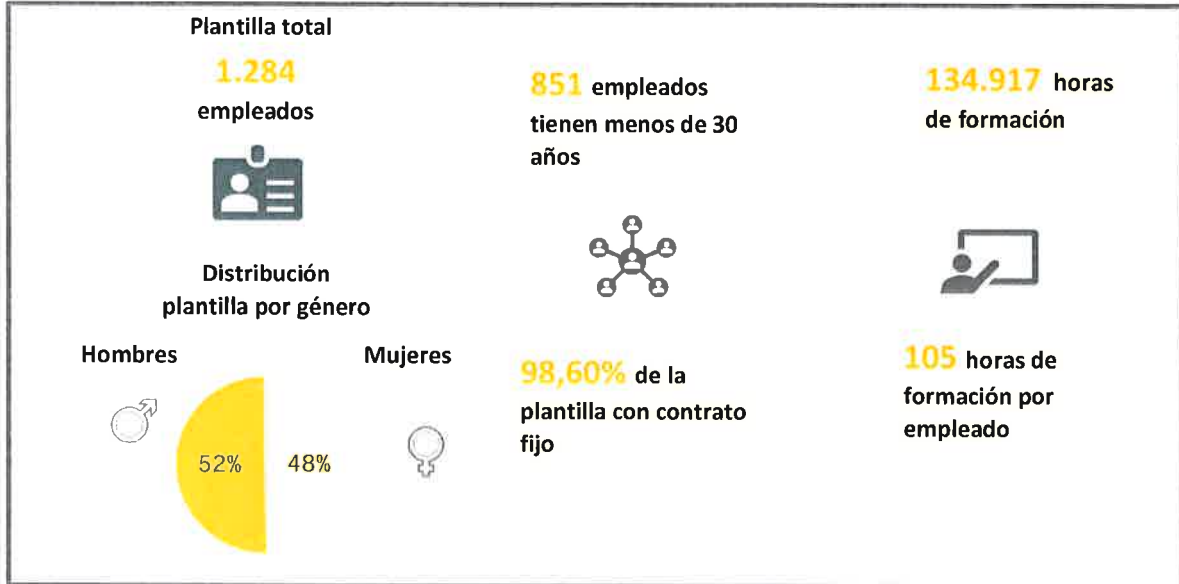 Plantilla total
1.284
empleados
Distribución
plantilla por género
Hombres
Mujeres
52%
48%
851 empleados
tienen menos de 30
años
98,60% de la
plantilla con contrato
fijo
134.917 horas
de formación
105 horas de
formación por
empleado